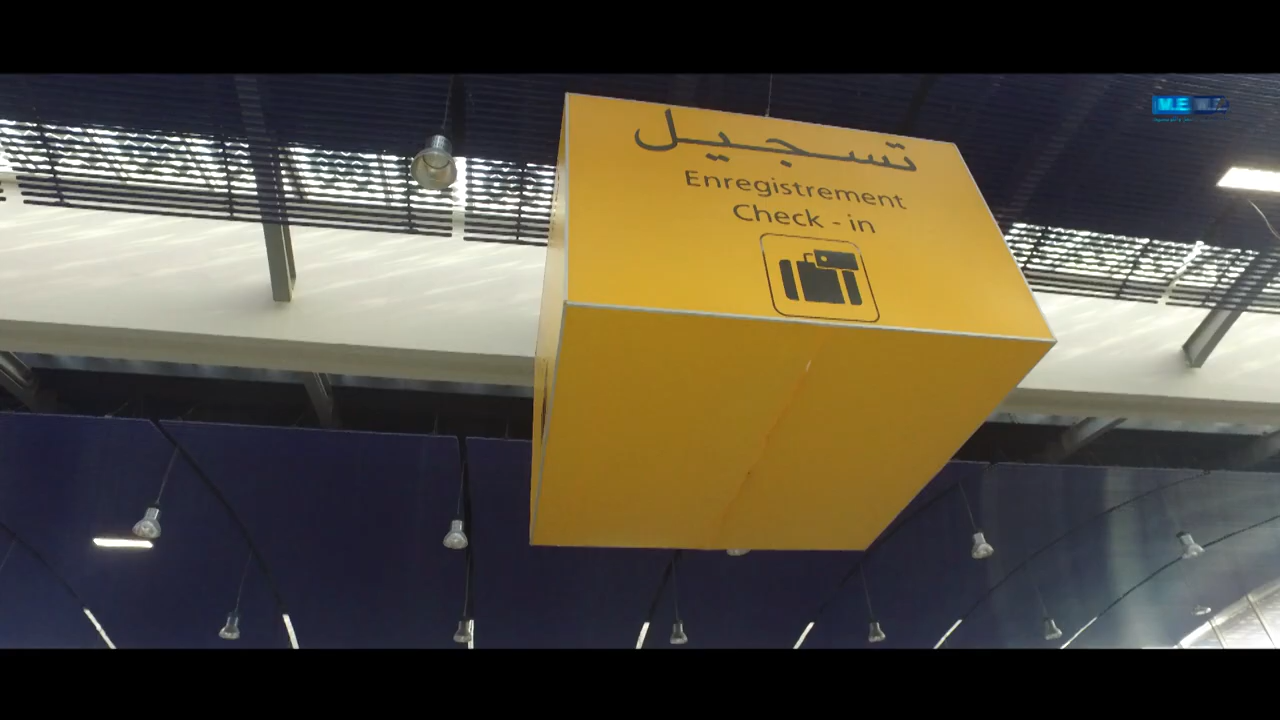 تسجيل
Enregistrement
Check - in
M.E